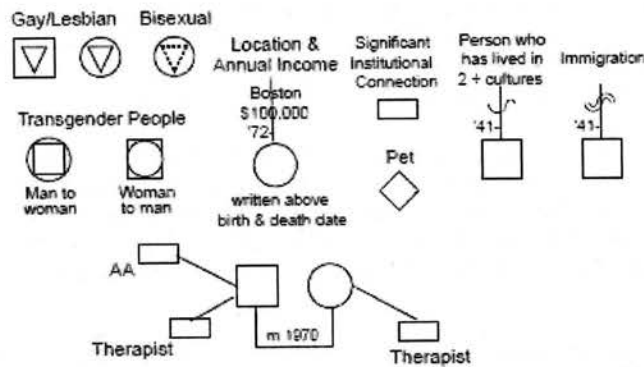 Gay/Lesbian
Bisexual
Location &
Annual Income
Boston
$100,000
'72-
written above
birth & death date
Significant
Institutional
Connection
Person who
has lived in
2 + cultures
'41-
Immigration
'41-
Transgender People
Man to
woman
Woman
to man
Pet
AA
Therapist
m 1970
Therapist